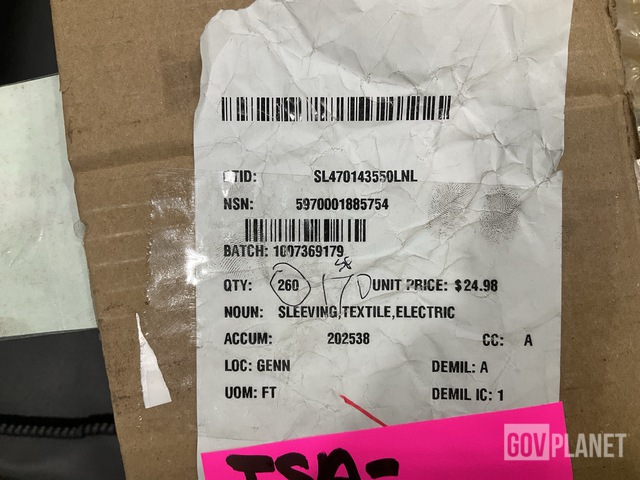 TID: SL470143550LNL
NSN: 5970001885754
BATCH: 1007369179
QTY: 260 170 UNIT PRICE: $24.98
NOUN: SLEEVING,TEXTILE,ELECTRIC
ACCUM: 202538 CC: A
LOC: GENN DEMIL: A
UOM: FT DEMIL IC: 1
GOVPLANET